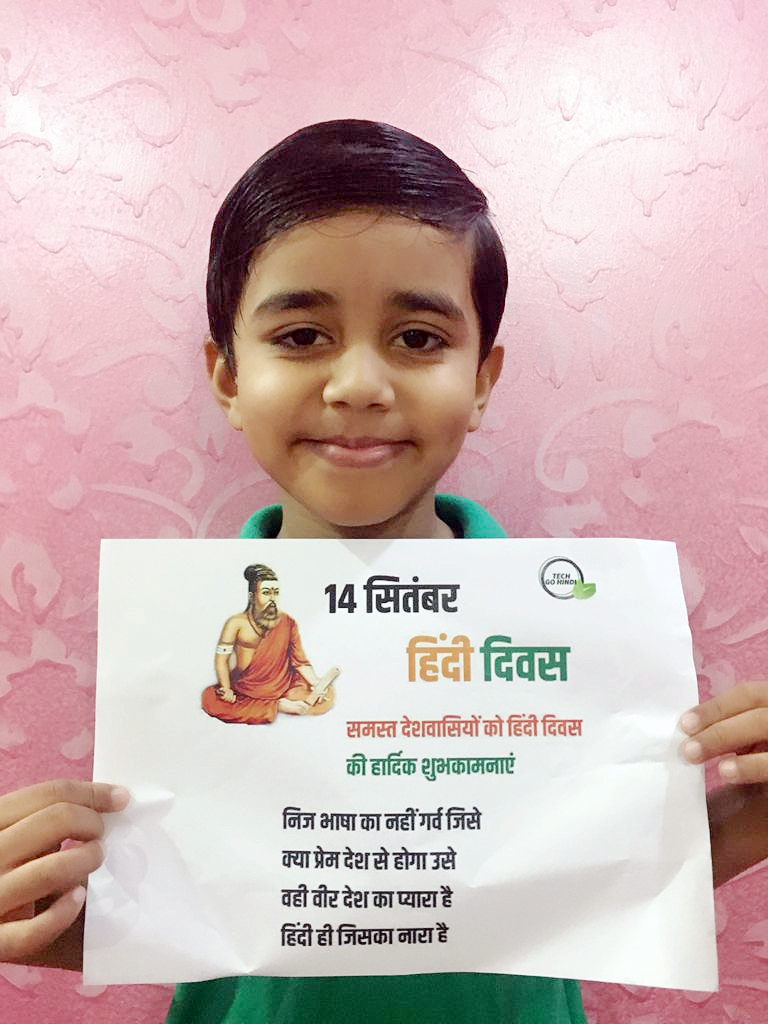 14 सितंबर
TECH
GO HINDI
हिंदी दिवस
समस्त देशवासियों को हिंदी दिवस
की हार्दिक शुभकामनाएं
निज भाषा का नहीं गर्व जिसे
क्या प्रेम देश से होगा उसे
वही वीर देश का प्यारा है
हिंदी ही जिसका नारा है